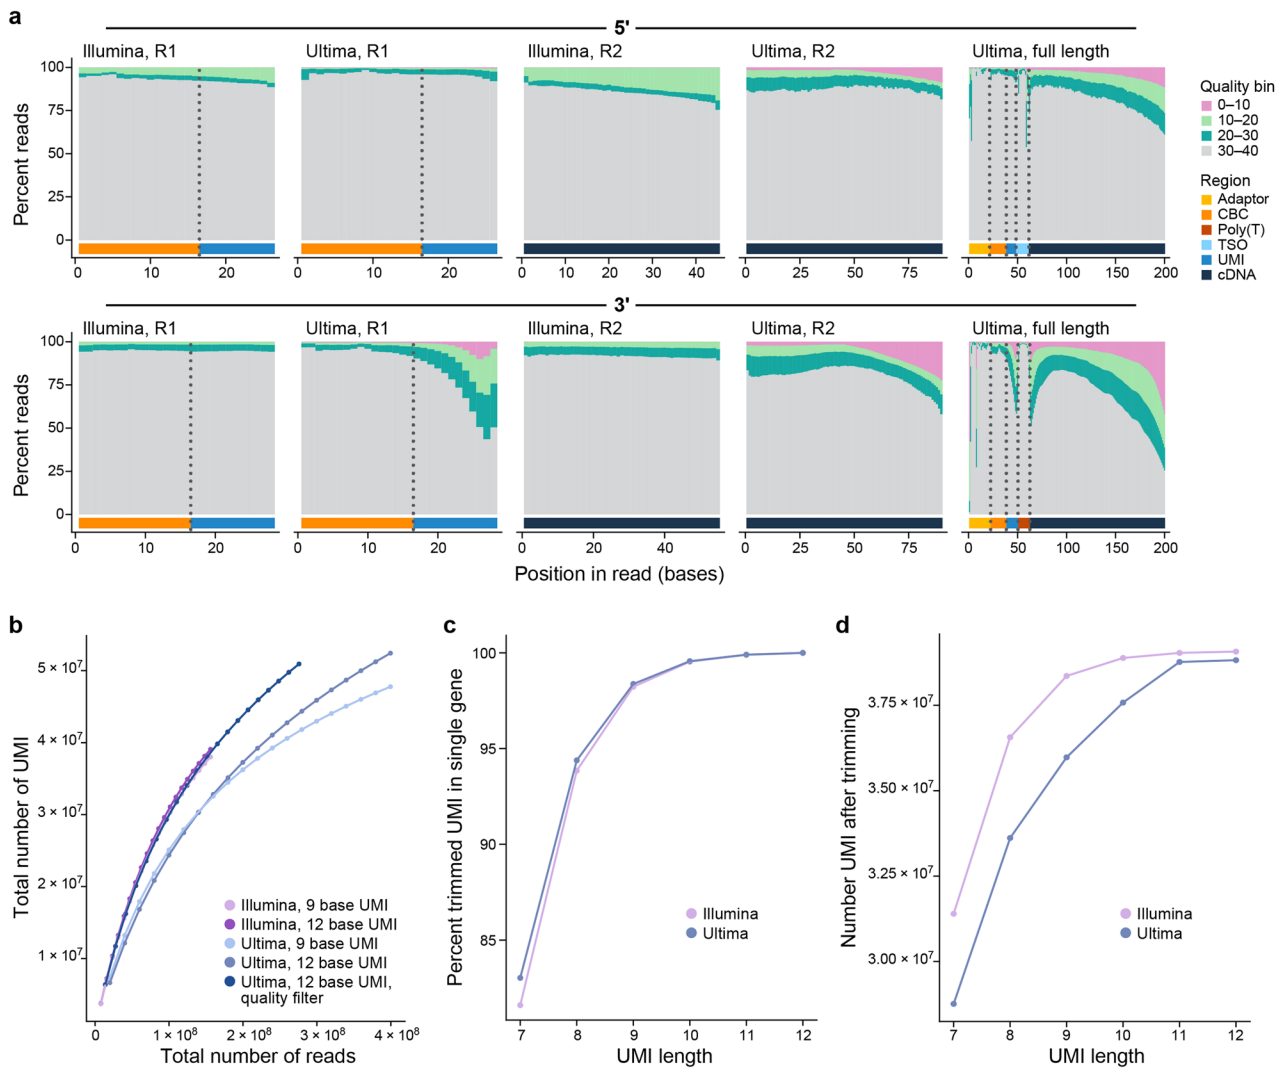 a
5'
Illumina, R1
Ultima, R1
Illumina, R2
Ultima, R2
Ultima, full length
Percent reads
100
75
50
25
0
0 10 20
0 10 20
0 10 20 30 40
0 25 50 75
0 50 100 150 200
Quality bin
0–10
10–20
20–30
30–40
Region
Adaptor
CBC
Poly(T)
TSO
UMI
cDNA
3'
Illumina, R1
Ultima, R1
Illumina, R2
Ultima, R2
Ultima, full length
Percent reads
100
75
50
25
0
0 10 20
0 10 20
0 20 40
0 25 50 75
0 50 100 150 200
Position in read (bases)
b
Total number of UMI
5 × 10⁷
4 × 10⁷
3 × 10⁷
2 × 10⁷
1 × 10⁷
Illumina, 9 base UMI
Illumina, 12 base UMI
Ultima, 9 base UMI
Ultima, 12 base UMI
Ultima, 12 base UMI,
quality filter
0 1 × 10⁸ 2 × 10⁸ 3 × 10⁸ 4 × 10⁸
Total number of reads
c
Percent trimmed UMI in single gene
100
95
90
85
Illumina
Ultima
7 8 9 10 11 12
UMI length
d
Number UMI after trimming
3.75 × 10⁷
3.50 × 10⁷
3.25 × 10⁷
3.00 × 10⁷
Illumina
Ultima
7 8 9 10 11 12
UMI length